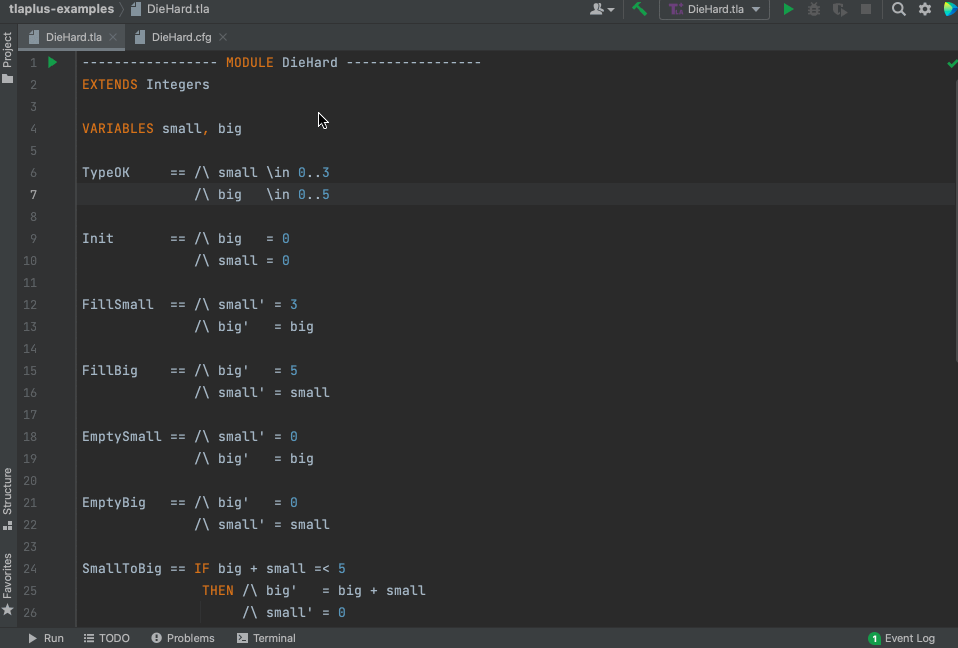 tlaplus-examples DieHard.tla DieHard.tla
DieHard.tla DieHard.cfg
Project
1 ----------------- MODULE DieHard -----------------
2 EXTENDS Integers
3
4 VARIABLES small, big
5
6 TypeOK == /\ small \in 0..3
7 /\ big \in 0..5
8
9 Init == /\ big = 0
10 /\ small = 0
11
12 FillSmall == /\ small' = 3
13 /\ big' = big
14
15 FillBig == /\ big' = 5
16 /\ small' = small
17
18 EmptySmall == /\ small' = 0
19 /\ big' = big
20
21 EmptyBig == /\ big' = 0
22 /\ small' = small
23
24 SmallToBig == IF big + small =< 5
25 THEN /\ big' = big + small
26 /\ small' = 0
Structure
Favorites
Run TODO Problems Terminal 1 Event Log